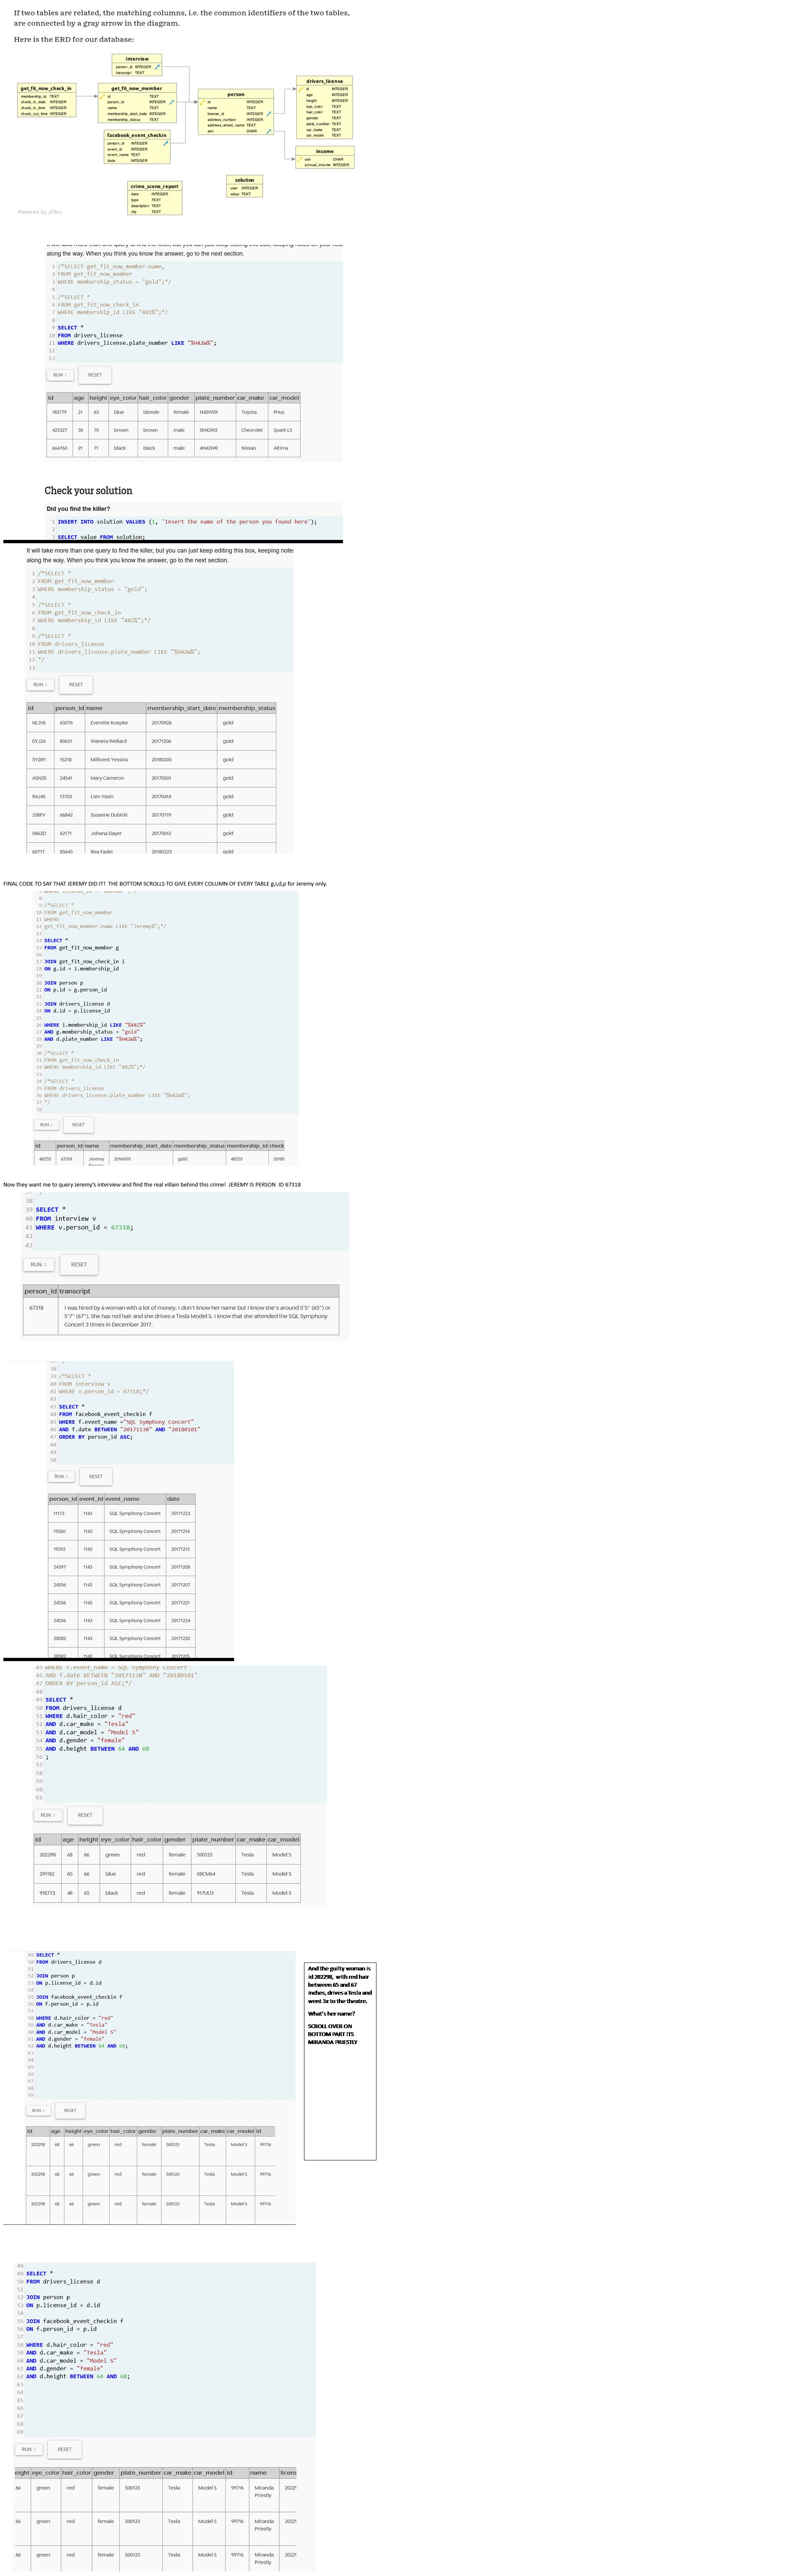 If two tables are related, the matching columns, i.e. the common identifiers of the two tables,
are connected by a gray arrow in the diagram.
Here is the ERD for our database:
interview
person_id INTEGER
transcript TEXT
get_fit_now_check_in
membership_id TEXT
check_in_date INTEGER
check_in_time INTEGER
check_out_time INTEGER
get_fit_now_member
id TEXT
person_id INTEGER
name TEXT
membership_start_date INTEGER
membership_status TEXT
facebook_event_checkin
person_id INTEGER
event_id INTEGER
event_name TEXT
date INTEGER
person
id INTEGER
name TEXT
license_id INTEGER
address_number INTEGER
address_street_name TEXT
ssn CHAR
drivers_license
id INTEGER
age INTEGER
height INTEGER
eye_color TEXT
hair_color TEXT
gender TEXT
plate_number TEXT
car_make TEXT
car_model TEXT
income
ssn CHAR
annual_income INTEGER
crime_scene_report
date INTEGER
type TEXT
description TEXT
city TEXT
solution
user INTEGER
value TEXT
Powered by yFiles
along the way. When you think you know the answer, go to the next section.
1 /*SELECT get_fit_now_member.name,
2 FROM get_fit_now_member
3 WHERE membership_status = "gold";*/
4
5 /*SELECT *
6 FROM get_fit_now_check_in
7 WHERE membership_id LIKE "48Z%";*/
8
9 SELECT *
10 FROM drivers_license
11 WHERE drivers_license.plate_number LIKE "%H42W%";
12
13
RUN ↓ RESET
id age height eye_color hair_color gender plate_number car_make car_model
183779 21 65 blue blonde female H42W0X Toyota Prius
423327 30 70 brown brown male 0H42W2 Chevrolet Spark LS
664760 21 71 black black male 4H42WR Nissan Altima
Check your solution
Did you find the killer?
1 INSERT INTO solution VALUES (1, 'Insert the name of the person you found here');
2
3 SELECT value FROM solution;
It will take more than one query to find the killer, but you can just keep editing this box, keeping notes
along the way. When you think you know the answer, go to the next section.
1 /*SELECT *
2 FROM get_fit_now_member
3 WHERE membership_status = "gold";
4
5 /*SELECT *
6 FROM get_fit_now_check_in
7 WHERE membership_id LIKE "48Z%";*/
8
9 /*SELECT *
10 FROM drivers_license
11 WHERE drivers_license.plate_number LIKE "%H42W%";
12 */
13
RUN ↓ RESET
id person_id name membership_start_date membership_status
NL318 65076 Everette Koepke 20170926 gold
0YJ24 80651 Waneta Wellard 20171206 gold
5Y28Y 15218 Millicent Yessios 20180205 gold
A5N3S 24541 Mary Cameron 20170501 gold
R4J4S 13703 Lien Yasin 20170414 gold
338FV 66842 Susanne Dubicki 20170719 gold
0862D 62171 Johana Dayer 20170612 gold
6071T 85645 Bea Fadel 20180223 gold
FINAL CODE TO SAY THAT JEREMY DID IT! THE BOTTOM SCROLLS TO GIVE EVERY COLUMN OF EVERY TABLE g,i,d,p for Jeremy only.
8
9 /*SELECT *
10 FROM get_fit_now_member
11 WHERE
12 get_fit_now_member.name LIKE "Jeremy%";*/
13
14 SELECT *
15 FROM get_fit_now_member g
16
17 JOIN get_fit_now_check_in i
18 ON g.id = i.membership_id
19
20 JOIN person p
21 ON p.id = g.person_id
22
23 JOIN drivers_license d
24 ON d.id = p.license_id
25
26 WHERE i.membership_id LIKE "%48Z%"
27 AND g.membership_status = "gold"
28 AND d.plate_number LIKE "%H42W%";
29
30 /*SELECT *
31 FROM get_fit_now_check_in
32 WHERE membership_id LIKE "48Z%";*/
33
34 /*SELECT *
35 FROM drivers_license
36 WHERE drivers_license.plate_number LIKE "%H42W%";
37 */
38
RUN ↓ RESET
id person_id name membership_start_date membership_status membership_id check
48Z55 67318 Jeremy 20160101 gold 48Z55 20180
Now they want me to query Jeremy's interview and find the real villain behind this crime! JEREMY IS PERSON ID 67318
38
39 SELECT *
40 FROM interview v
41 WHERE v.person_id = 67318;
42
43
RUN ↓ RESET
person_id transcript
67318 I was hired by a woman with a lot of money. I don't know her name but I know she's around 5'5" (65") or
5'7" (67"). She has red hair and she drives a Tesla Model S. I know that she attended the SQL Symphony
Concert 3 times in December 2017.
38
39 /*SELECT *
40 FROM interview v
41 WHERE v.person_id = 67318;*/
42
43 SELECT *
44 FROM facebook_event_checkin f
45 WHERE f.event_name ="SQL Symphony Concert"
46 AND f.date BETWEEN "20171130" AND "20180101"
47 ORDER BY person_id ASC;
48
49
50
RUN ↓ RESET
person_id event_id event_name date
11173 1143 SQL Symphony Concert 20171223
19260 1143 SQL Symphony Concert 20171214
19292 1143 SQL Symphony Concert 20171213
24397 1143 SQL Symphony Concert 20171208
24556 1143 SQL Symphony Concert 20171207
24556 1143 SQL Symphony Concert 20171221
24556 1143 SQL Symphony Concert 20171224
28582 1143 SQL Symphony Concert 20171220
28582 1143 SQL Symphony Concert 20171215
45 WHERE f.event_name ="SQL Symphony Concert"
46 AND f.date BETWEEN "20171130" AND "20180101"
47 ORDER BY person_id ASC;*/
48
49 SELECT *
50 FROM drivers_license d
51 WHERE d.hair_color = "red"
52 AND d.car_make = "Tesla"
53 AND d.car_model = "Model S"
54 AND d.gender = "female"
55 AND d.height BETWEEN 64 AND 68
56 ;
57
58
59
60
61
RUN ↓ RESET
id age height eye_color hair_color gender plate_number car_make car_model
202298 68 66 green red female 500123 Tesla Model S
291182 65 66 blue red female 08CM64 Tesla Model S
918773 48 65 black red female 917UU3 Tesla Model S
49 SELECT *
50 FROM drivers_license d
51
52 JOIN person p
53 ON p.license_id = d.id
54
55 JOIN facebook_event_checkin f
56 ON f.person_id = p.id
57
58 WHERE d.hair_color = "red"
59 AND d.car_make = "Tesla"
60 AND d.car_model = "Model S"
61 AND d.gender = "female"
62 AND d.height BETWEEN 64 AND 68;
63
64
65
66
67
68
69
RUN ↓ RESET
id age height eye_color hair_color gender plate_number car_make car_model id
202298 68 66 green red female 500123 Tesla Model S 99716
202298 68 66 green red female 500123 Tesla Model S 99716
202298 68 66 green red female 500123 Tesla Model S 99716
And the guilty woman is
id 202298, with red hair
between 65 and 67
inches, drives a Tesla and
went 3x to the theatre.
What's her name?
SCROLL OVER ON
BOTTOM PART ITS
MIRANDA PRIESTLY
48
49 SELECT *
50 FROM drivers_license d
51
52 JOIN person p
53 ON p.license_id = d.id
54
55 JOIN facebook_event_checkin f
56 ON f.person_id = p.id
57
58 WHERE d.hair_color = "red"
59 AND d.car_make = "Tesla"
60 AND d.car_model = "Model S"
61 AND d.gender = "female"
62 AND d.height BETWEEN 64 AND 68;
63
64
65
66
67
68
69
RUN ↓ RESET
eight eye_color hair_color gender plate_number car_make car_model id name licens
66 green red female 500123 Tesla Model S 99716 Miranda Priestly 2022
66 green red female 500123 Tesla Model S 99716 Miranda Priestly 2022
66 green red female 500123 Tesla Model S 99716 Miranda Priestly 2022